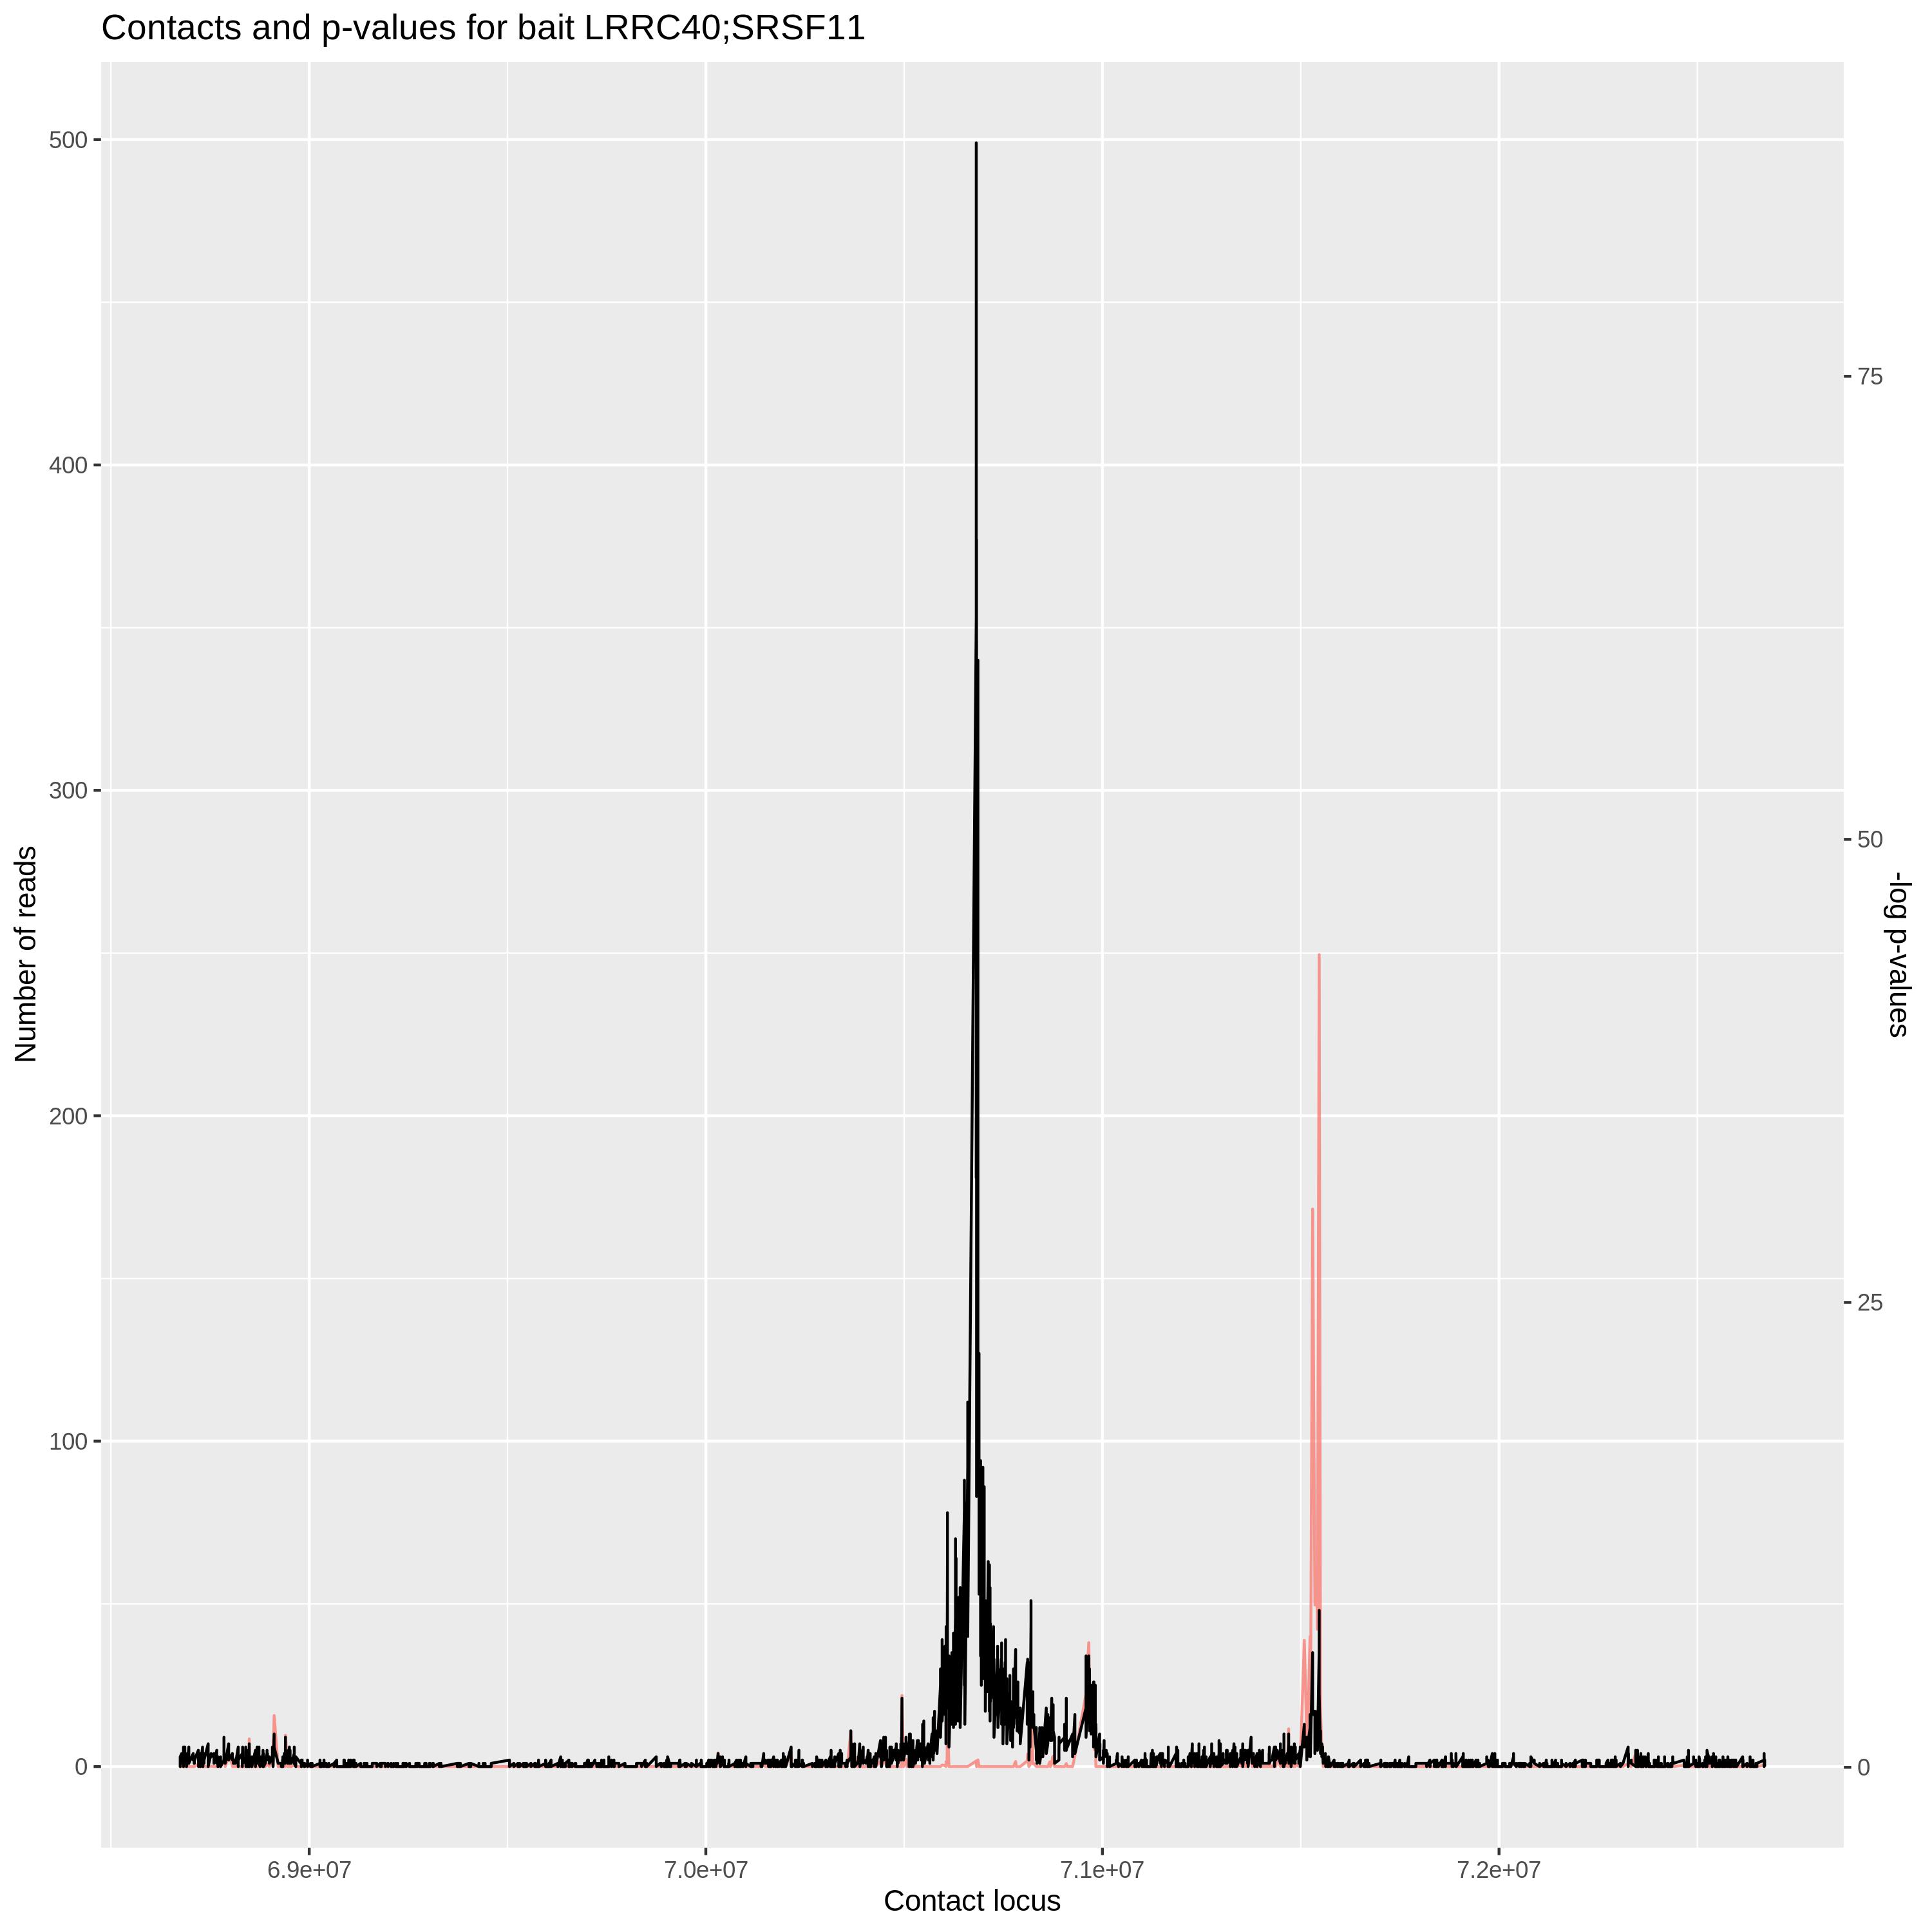 Contacts and p-values for bait LRRC40;SRSF11
500
400
300
200
100
0
Number of reads
75
50
25
0
-log p-values
6.9e+07
7.0e+07
7.1e+07
7.2e+07
Contact locus